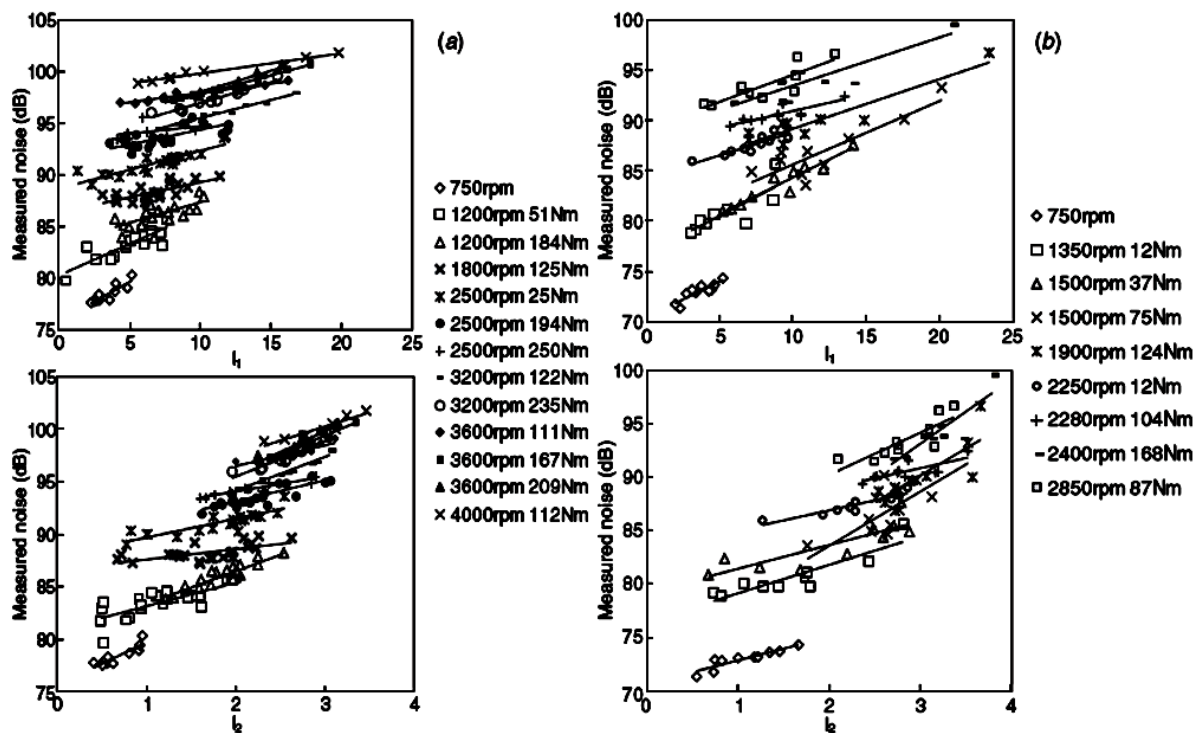 (a)
Measured noise (dB)
105
100
95
90
85
80
75
0
5
10
15
20
25
I1
750rpm
1200rpm 51Nm
1200rpm 184Nm
1800rpm 125Nm
2500rpm 25Nm
2500rpm 194Nm
2500rpm 250Nm
3200rpm 122Nm
3200rpm 235Nm
3600rpm 111Nm
3600rpm 167Nm
3600rpm 209Nm
4000rpm 112Nm
Measured noise (dB)
105
100
95
90
85
80
75
0
1
2
3
4
I2
(b)
Measured noise (dB)
100
95
90
85
80
75
70
0
5
10
15
20
25
I1
750rpm
1350rpm 12Nm
1500rpm 37Nm
1500rpm 75Nm
1900rpm 124Nm
2250rpm 12Nm
2280rpm 104Nm
2400rpm 168Nm
2850rpm 87Nm
Measured noise (dB)
100
95
90
85
80
75
70
0
1
2
3
4
I2